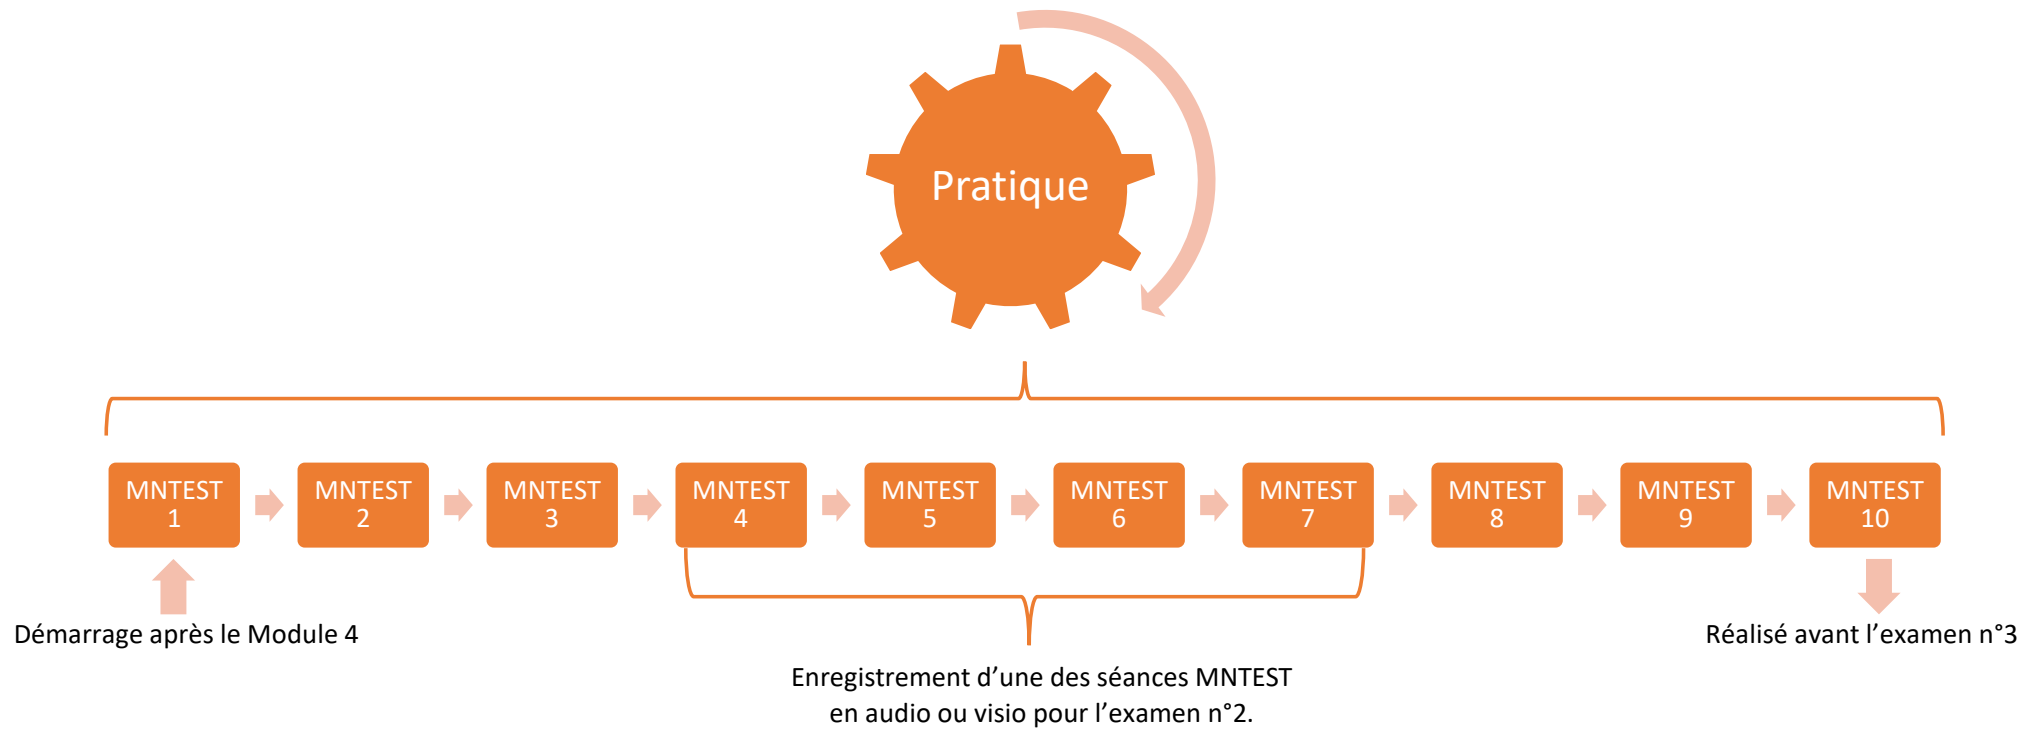 Pratique
MNTEST
1
MNTEST
2
MNTEST
3
MNTEST
4
MNTEST
5
MNTEST
6
MNTEST
7
MNTEST
8
MNTEST
9
MNTEST
10
Démarrage après le Module 4
Réalisé avant l’examen n°3
Enregistrement d’une des séances MNTEST
en audio ou visio pour l’examen n°2.